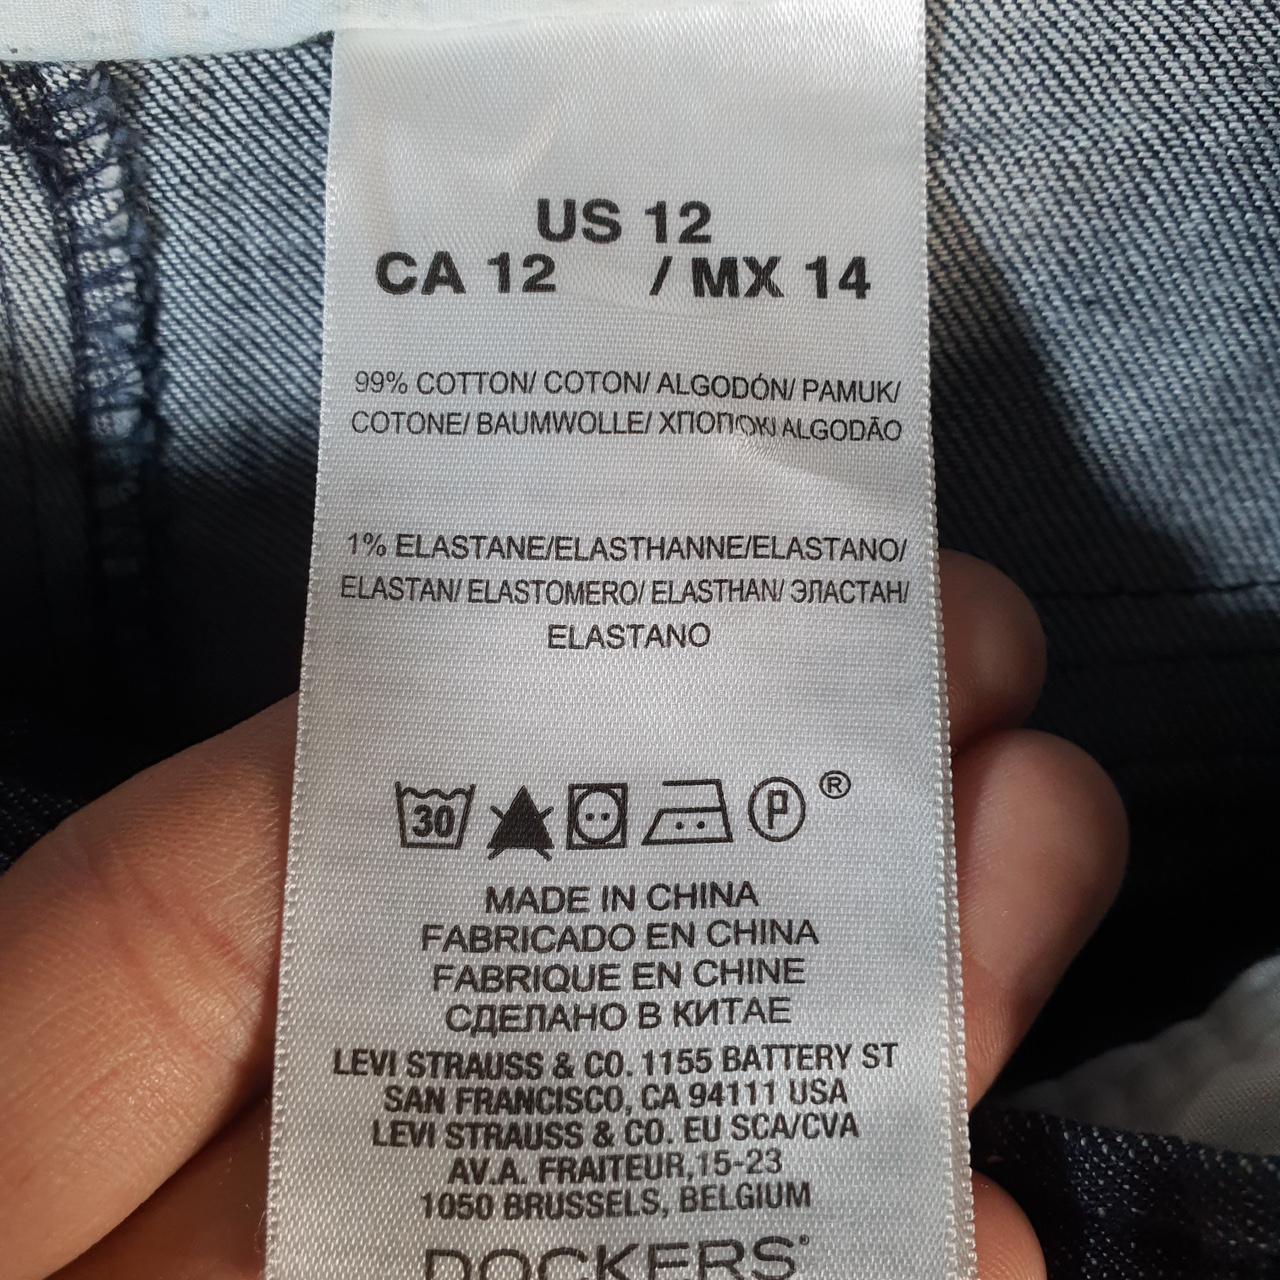 US 12
CA 12 / MX 14
99% COTTON/ COTON/ ALGODÓN/ PAMUK/
COTONE/ BAUMWOLLE/ ХЛОПОК/ ALGODÃO
1% ELASTANE/ELASTHANNE/ELASTANO/
ELASTAN/ ELASTOMERO/ ELASTHAN/ ЭЛАСТАН/
ELASTANO
30 P ®
MADE IN CHINA
FABRICADO EN CHINA
FABRIQUE EN CHINE
СДЕЛАНО В КИТАЕ
LEVI STRAUSS & CO. 1155 BATTERY ST
SAN FRANCISCO, CA 94111 USA
LEVI STRAUSS & CO. EU SCA/CVA
AV.A. FRAITEUR,15-23
1050 BRUSSELS, BELGIUM
DOCKERS®